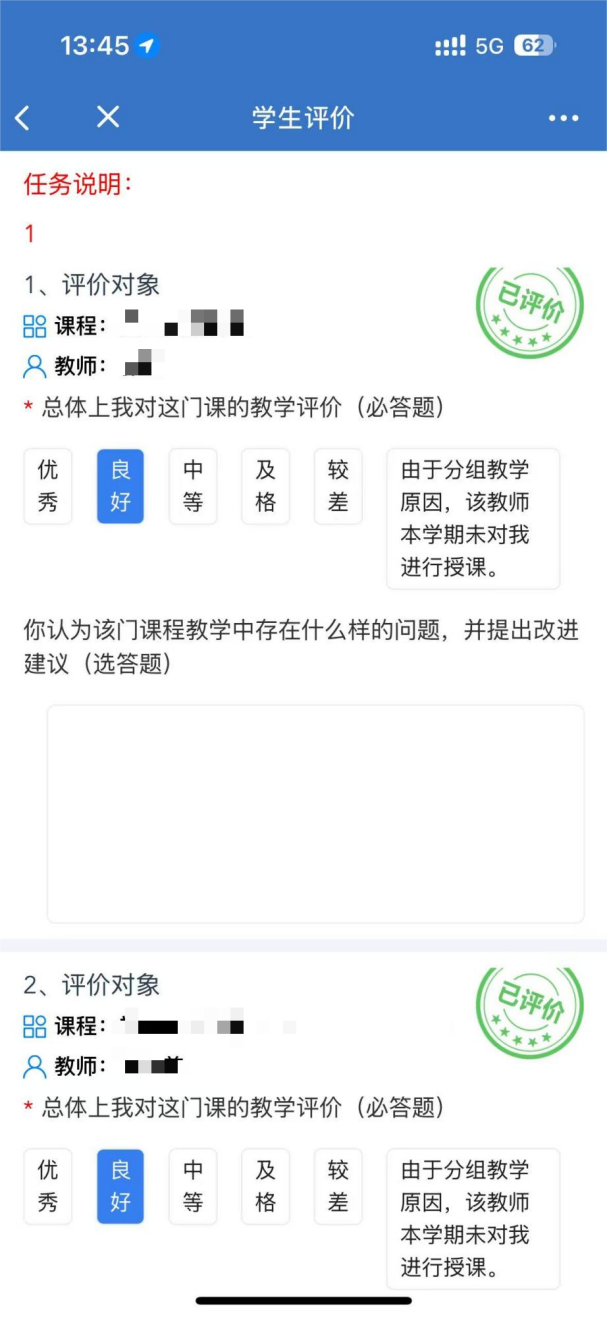 13:45
5G 62
学生评价
任务说明：
1
1、评价对象
已评价
课程：
教师：
* 总体上我对这门课的教学评价（必答题）
优秀 良好 中等 及格 较差
由于分组教学
原因，该教师
本学期未对我
进行授课。
你认为该门课程教学中存在什么样的问题，并提出改进
建议（选答题）
2、评价对象
已评价
课程：
教师：
* 总体上我对这门课的教学评价（必答题）
优秀 良好 中等 及格 较差
由于分组教学
原因，该教师
本学期未对我
进行授课。